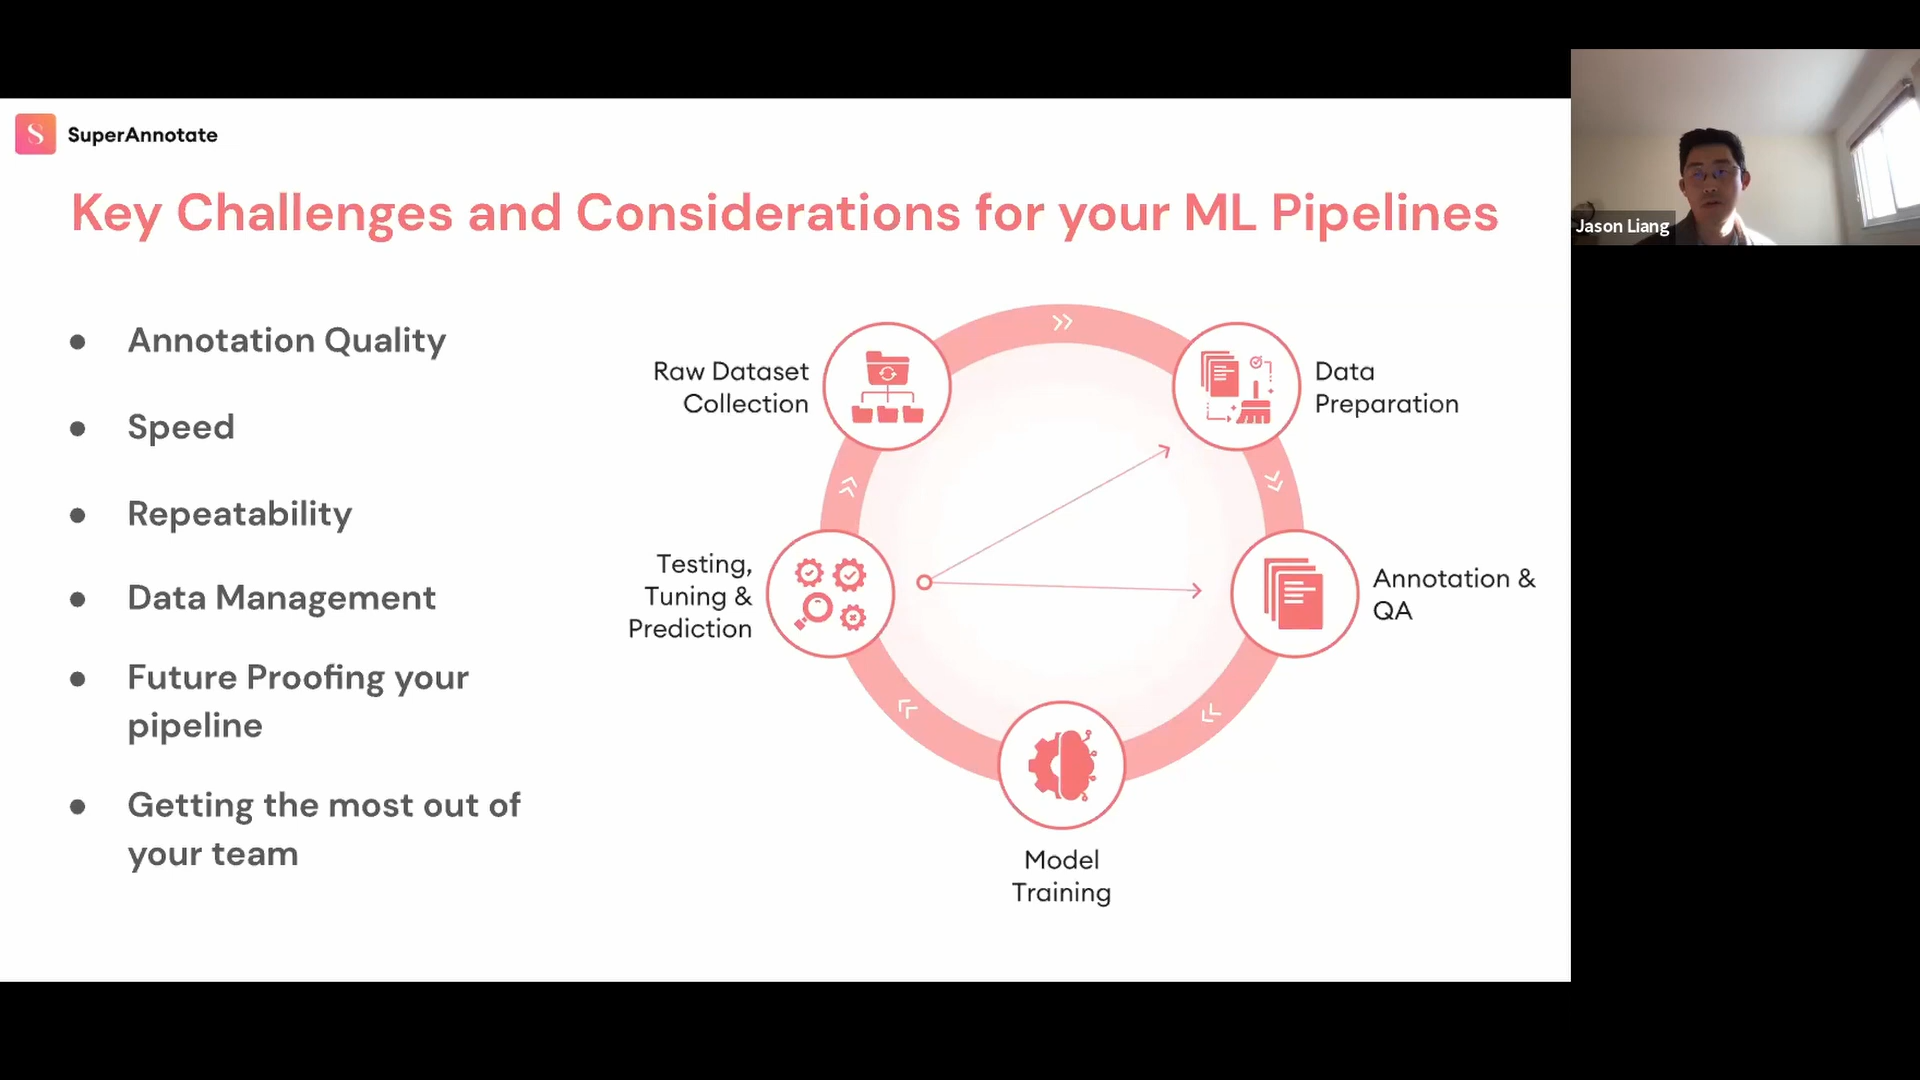 S SuperAnnotate
Key Challenges and Considerations for your ML Pipelines
Jason Liang
• Annotation Quality
• Speed
• Repeatability
• Data Management
• Future Proofing your
pipeline
• Getting the most out of
your team
Raw Dataset
Collection
Data
Preparation
Testing,
Tuning &
Prediction
Annotation &
QA
Model
Training